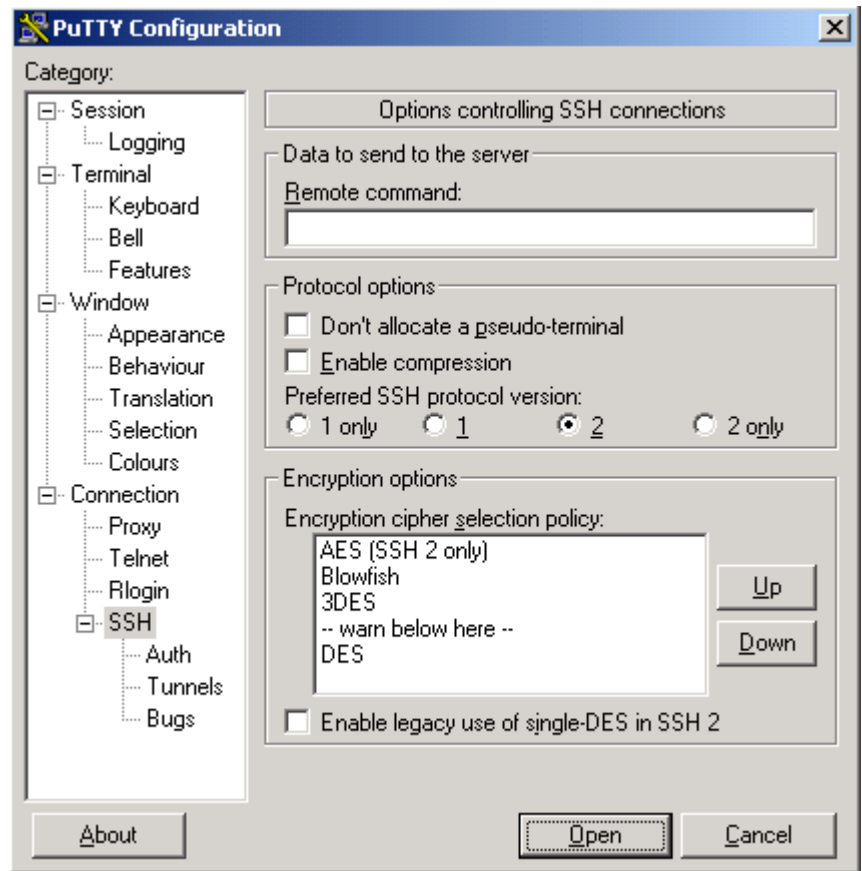 PuTTY Configuration
Category:
Session
Logging
Terminal
Keyboard
Bell
Features
Window
Appearance
Behaviour
Translation
Selection
Colours
Connection
Proxy
Telnet
Rlogin
SSH
Auth
Tunnels
Bugs
Options controlling SSH connections
Data to send to the server
Remote command:
Protocol options
Don't allocate a pseudo-terminal
Enable compression
Preferred SSH protocol version:
1 only 1 2 2 only
Encryption options
Encryption cipher selection policy:
AES (SSH 2 only)
Blowfish
3DES
-- warn below here --
DES
Up
Down
Enable legacy use of single-DES in SSH 2
About
Open
Cancel